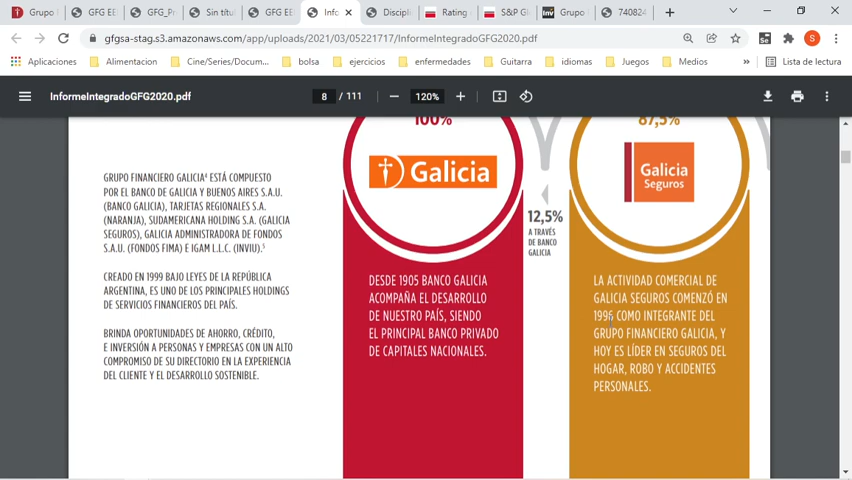 Grupo
GFG EE
GFG_Pr
Sin títul
GFG EE
Info
Discipli
Rating
S&P Gl
Grupo
740824
gfgsa-stag.s3.amazonaws.com/app/uploads/2021/03/05221717/InformeIntegradoGFG2020.pdf
Se
S
Aplicaciones
Alimentacion
Cine/Series/Docum...
bolsa
ejercicios
enfermedades
Guitarra
idiomas
Juegos
Medios
»
Lista de lectura
InformeIntegradoGFG2020.pdf
8 / 111
120%
100%
87,5%
GRUPO FINANCIERO GALICIA⁴ ESTÁ COMPUESTO
POR EL BANCO DE GALICIA Y BUENOS AIRES S.A.U.
(BANCO GALICIA), TARJETAS REGIONALES S.A.
(NARANJA), SUDAMERICANA HOLDING S.A. (GALICIA
SEGUROS), GALICIA ADMINISTRADORA DE FONDOS
S.A.U. (FONDOS FIMA) E IGAM L.L.C. (INVIU).⁵
CREADO EN 1999 BAJO LEYES DE LA REPÚBLICA
ARGENTINA, ES UNO DE LOS PRINCIPALES HOLDINGS
DE SERVICIOS FINANCIEROS DEL PAÍS.
BRINDA OPORTUNIDADES DE AHORRO, CRÉDITO,
E INVERSIÓN A PERSONAS Y EMPRESAS CON UN ALTO
COMPROMISO DE SU DIRECTORIO EN LA EXPERIENCIA
DEL CLIENTE Y EL DESARROLLO SOSTENIBLE.
Galicia
DESDE 1905 BANCO GALICIA
ACOMPAÑA EL DESARROLLO
DE NUESTRO PAÍS, SIENDO
EL PRINCIPAL BANCO PRIVADO
DE CAPITALES NACIONALES.
12,5%
A TRAVÉS
DE BANCO
GALICIA
Galicia
Seguros
LA ACTIVIDAD COMERCIAL DE
GALICIA SEGUROS COMENZÓ EN
1996 COMO INTEGRANTE DEL
GRUPO FINANCIERO GALICIA, Y
HOY ES LÍDER EN SEGUROS DEL
HOGAR, ROBO Y ACCIDENTES
PERSONALES.